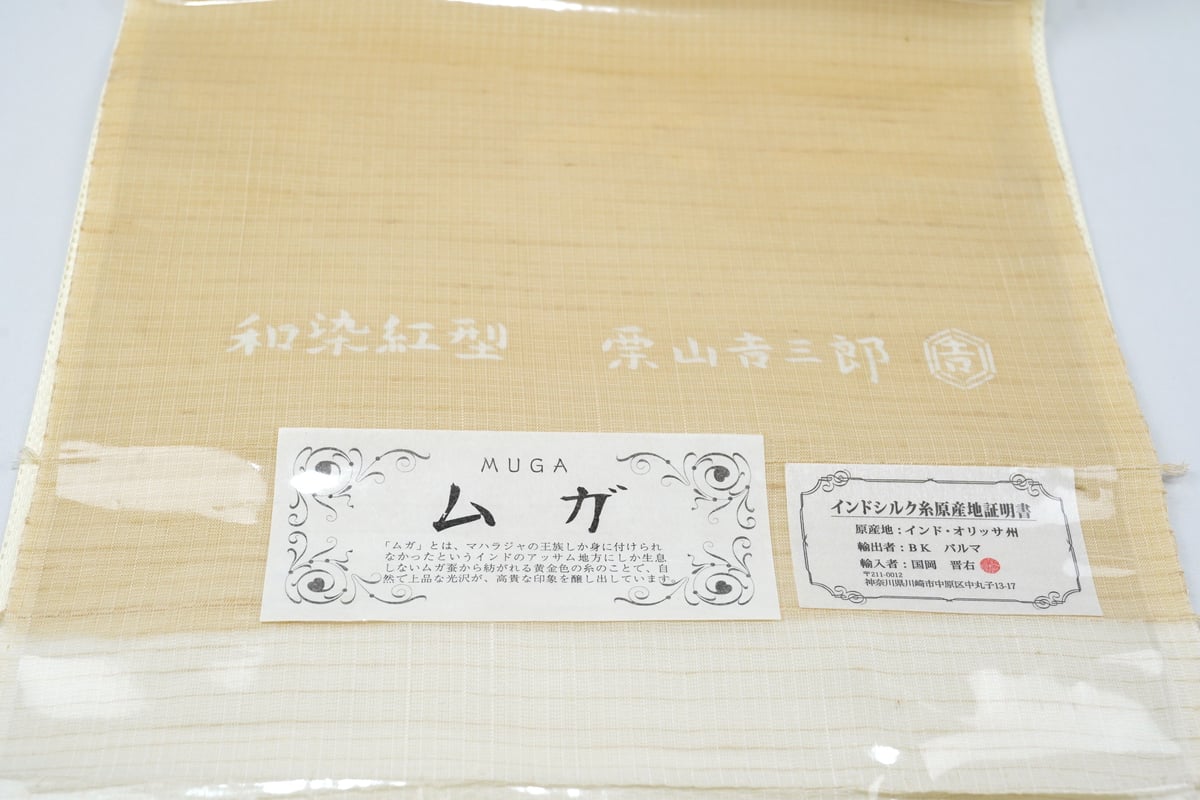 和染紅型 栗山吉三郎 吉
MUGA
ムガ
「ムガ」とは、マハラジャの王族しか身に付けられ
なかったというインドのアッサム地方にしか生息
しないムガ蚕から紡がれる黄金色の糸のことで、自
然で上品な光沢が、高貴な印象を醸し出しています。
インドシルク糸原産地証明書
原産地：インド・オリッサ州
輸出者：BK パルマ
輸入者：国岡 晋右
〒211-0012
神奈川県川崎市中原区中丸子13-17